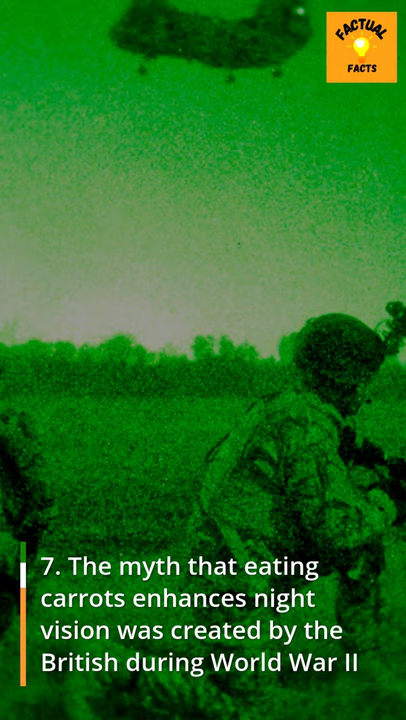 FACTUAL
FACTS
7. The myth that eating
carrots enhances night
vision was created by the
British during World War II